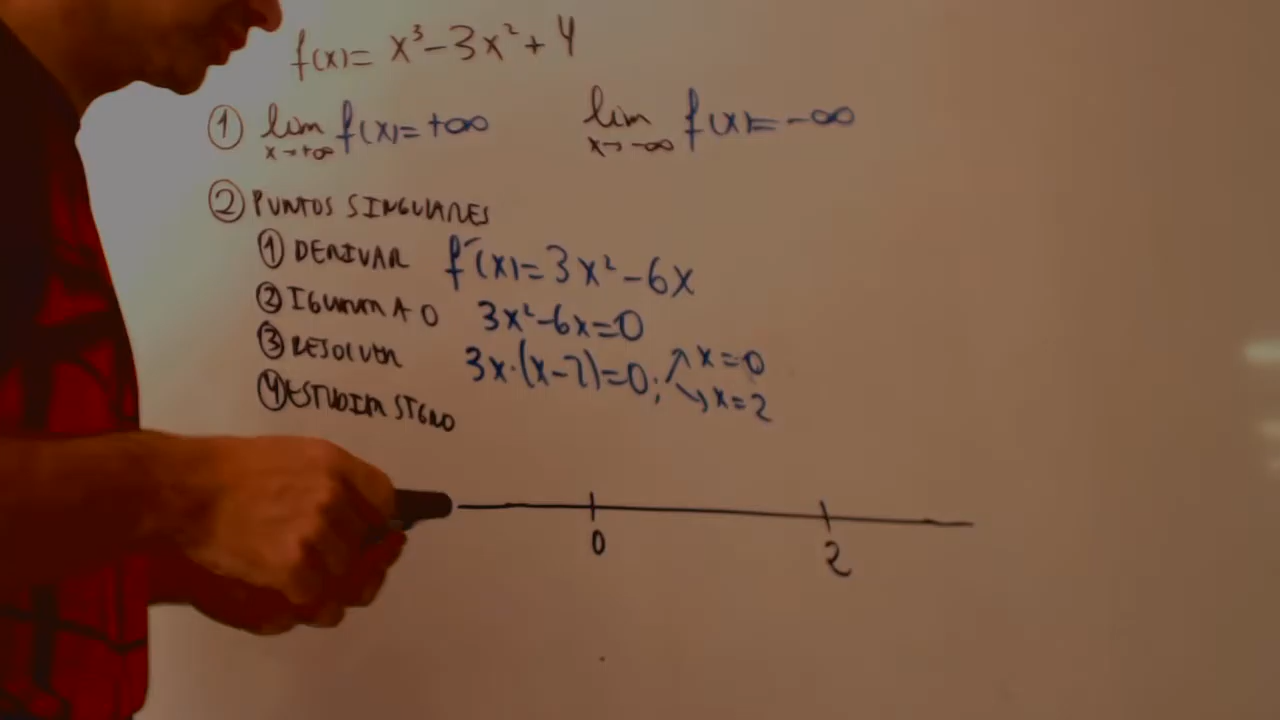 f(x)= x³-3x²+4
① lim x→+∞ f(x)=+∞ lim x→-∞ f(x)=-∞
② PUNTOS SINGULARES
① DERIVAR f´(x)=3x²-6x
② IGUALAR A 0 3x²-6x=0
③ RESOLVER 3x·(x-2)=0; x=0
x=2
④ ESTUDIAR SIGNO
0 2